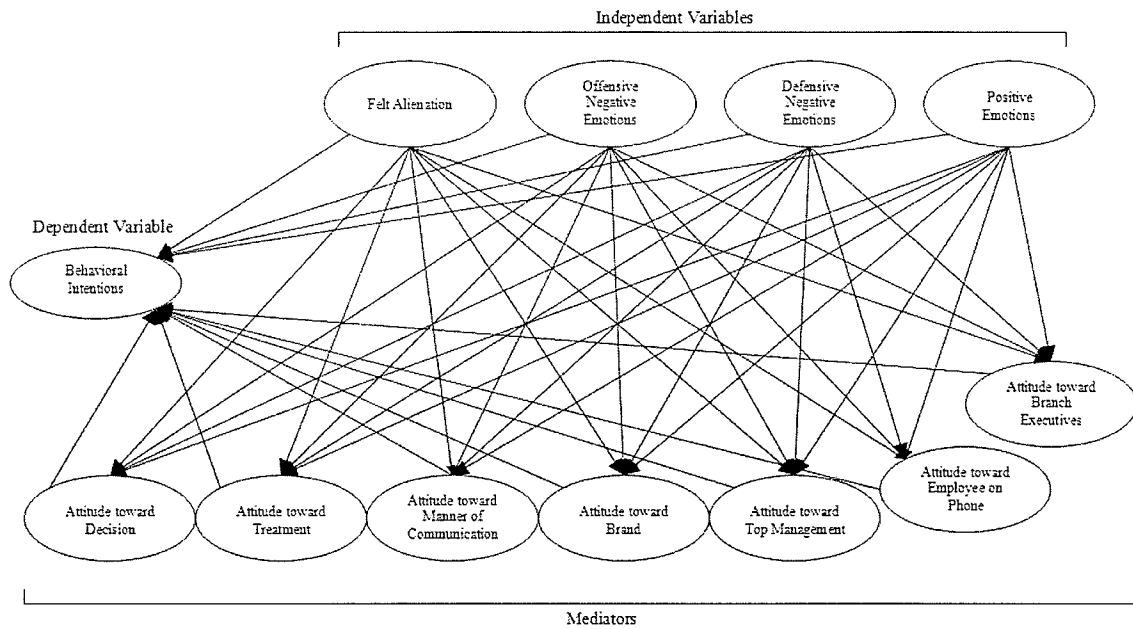 Independent Variables
Felt Alienation
Offensive
Negative
Emotions
Defensive
Negative
Emotions
Positive
Emotions
Dependent Variable
Behavioral
Intentions
Attitude toward
Branch
Executives
Attitude toward
Employee on
Phone
Attitude toward
Decision
Attitude toward
Treatment
Attitude toward
Manner of
Communication
Attitude toward
Brand
Attitude toward
Top Management
Mediators